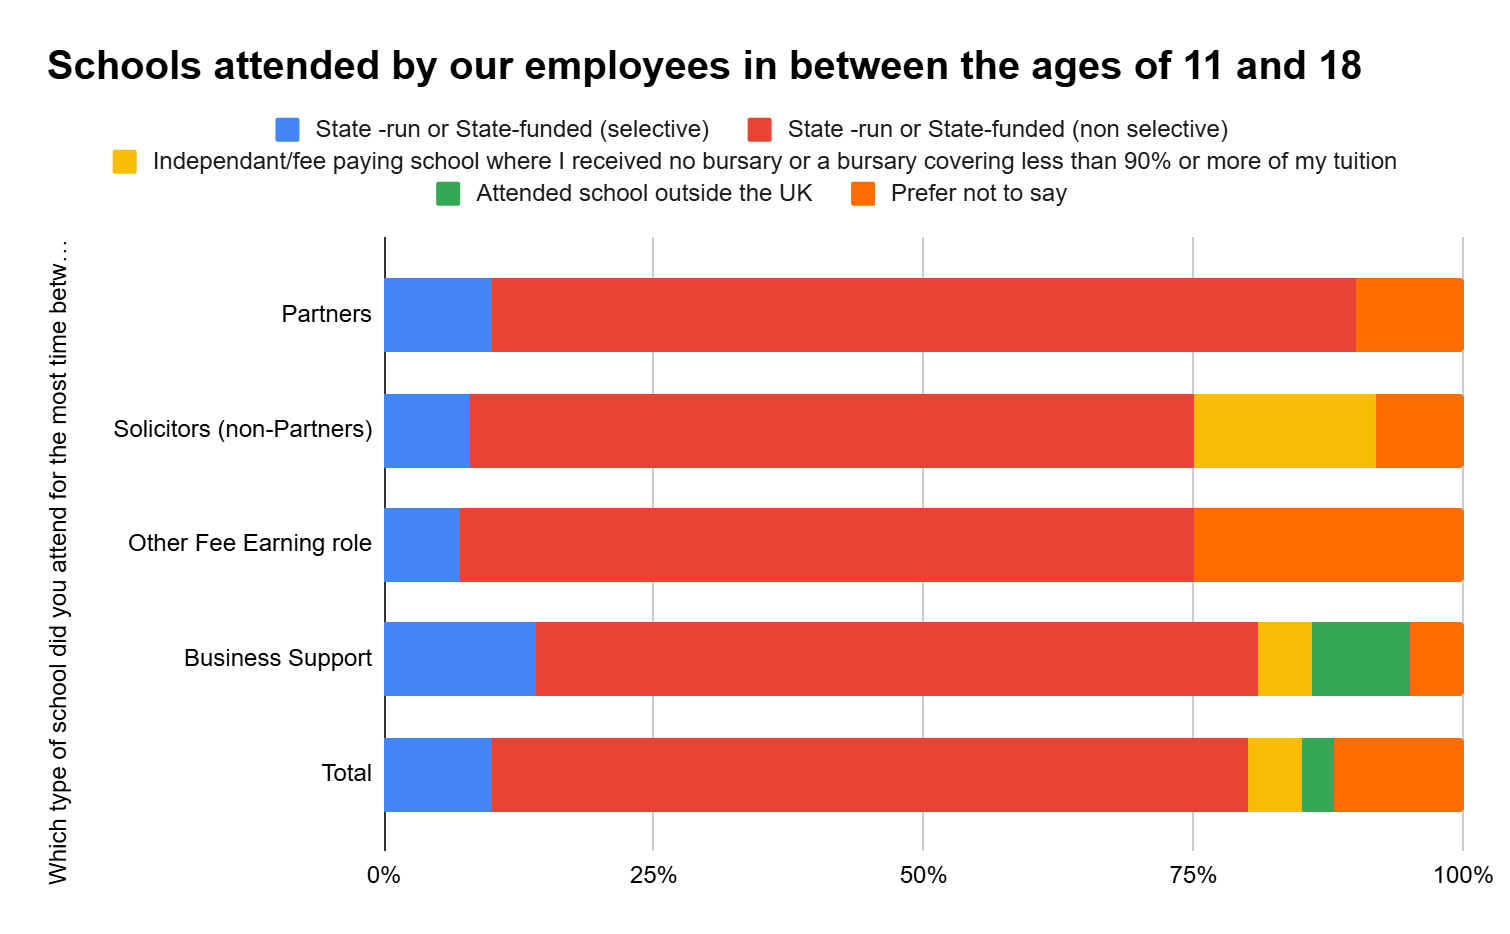 Schools attended by our employees in between the ages of 11 and 18
State -run or State-funded (selective) State -run or State-funded (non selective)
Independant/fee paying school where I received no bursary or a bursary covering less than 90% or more of my tuition
Attended school outside the UK Prefer not to say
Which type of school did you attend for the most time betw…
Partners
Solicitors (non-Partners)
Other Fee Earning role
Business Support
Total
0% 25% 50% 75% 100%